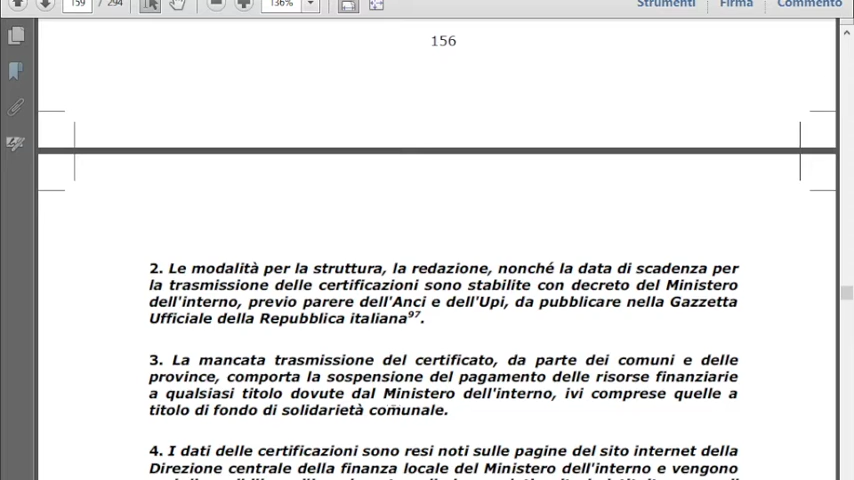 159 / 294 136% Strumenti Firma Commento
156
2. Le modalità per la struttura, la redazione, nonché la data di scadenza per
la trasmissione delle certificazioni sono stabilite con decreto del Ministero
dell'interno, previo parere dell'Anci e dell'Upi, da pubblicare nella Gazzetta
Ufficiale della Repubblica italiana97.
3. La mancata trasmissione del certificato, da parte dei comuni e delle
province, comporta la sospensione del pagamento delle risorse finanziarie
a qualsiasi titolo dovute dal Ministero dell'interno, ivi comprese quelle a
titolo di fondo di solidarietà comunale.
4. I dati delle certificazioni sono resi noti sulle pagine del sito internet della
Direzione centrale della finanza locale del Ministero dell'interno e vengono